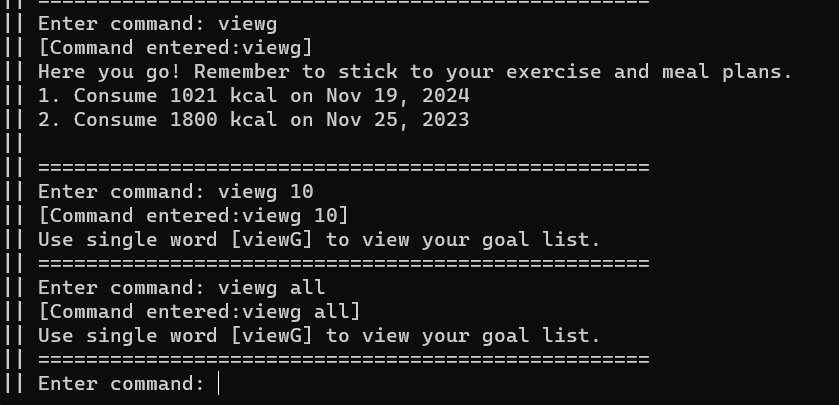 || =================================================== 
|| Enter command: viewg
|| [Command entered:viewg]
|| Here you go! Remember to stick to your exercise and meal plans.
|| 1. Consume 1021 kcal on Nov 19, 2024
|| 2. Consume 1800 kcal on Nov 25, 2023
||
|| ===================================================
|| Enter command: viewg 10
|| [Command entered:viewg 10]
|| Use single word [viewG] to view your goal list.
|| ===================================================
|| Enter command: viewg all
|| [Command entered:viewg all]
|| Use single word [viewG] to view your goal list.
|| ===================================================
|| Enter command: